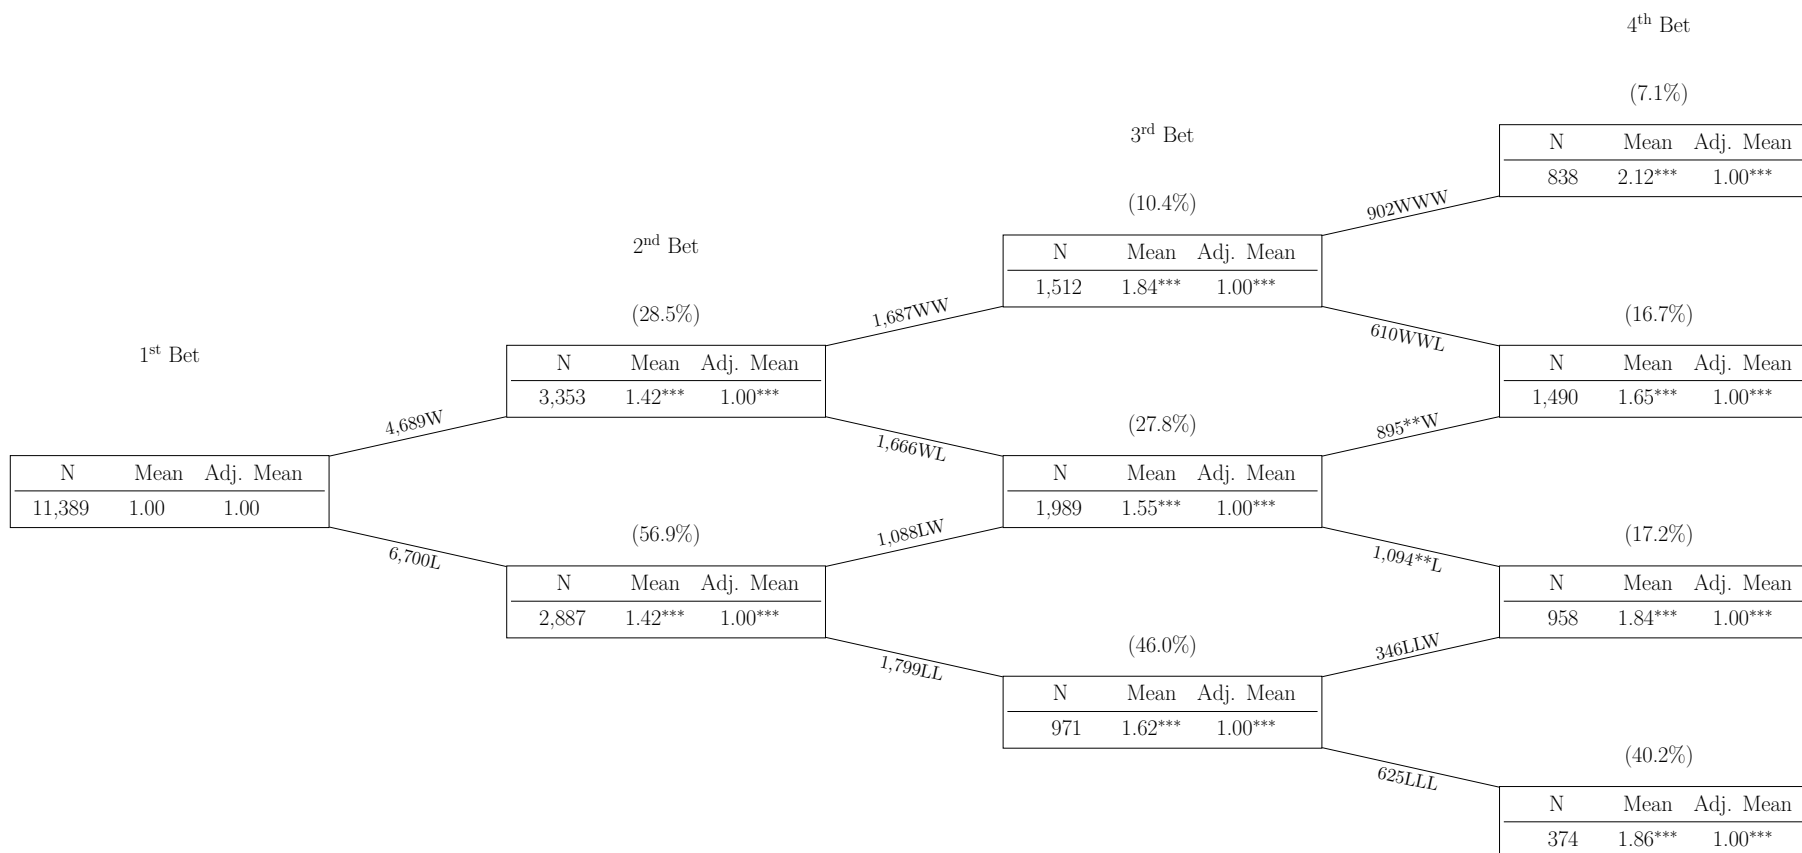 4th Bet
(7.1%)
N Mean Adj. Mean
838 2.12*** 1.00***
3rd Bet
(10.4%)
902WWW
N Mean Adj. Mean
1,512 1.84*** 1.00***
2nd Bet
(28.5%)
1,687WW
610WWL
(16.7%)
N Mean Adj. Mean
1,490 1.65*** 1.00***
1st Bet
N Mean Adj. Mean
3,353 1.42*** 1.00***
4,689W
1,666WL
(27.8%)
895**W
N Mean Adj. Mean
11,389 1.00 1.00
N Mean Adj. Mean
1,989 1.55*** 1.00***
6,700L
(56.9%)
1,088LW
1,094**L
(17.2%)
N Mean Adj. Mean
2,887 1.42*** 1.00***
N Mean Adj. Mean
958 1.84*** 1.00***
1,799LL
(46.0%)
346LLW
N Mean Adj. Mean
971 1.62*** 1.00***
625LLL
(40.2%)
N Mean Adj. Mean
374 1.86*** 1.00***